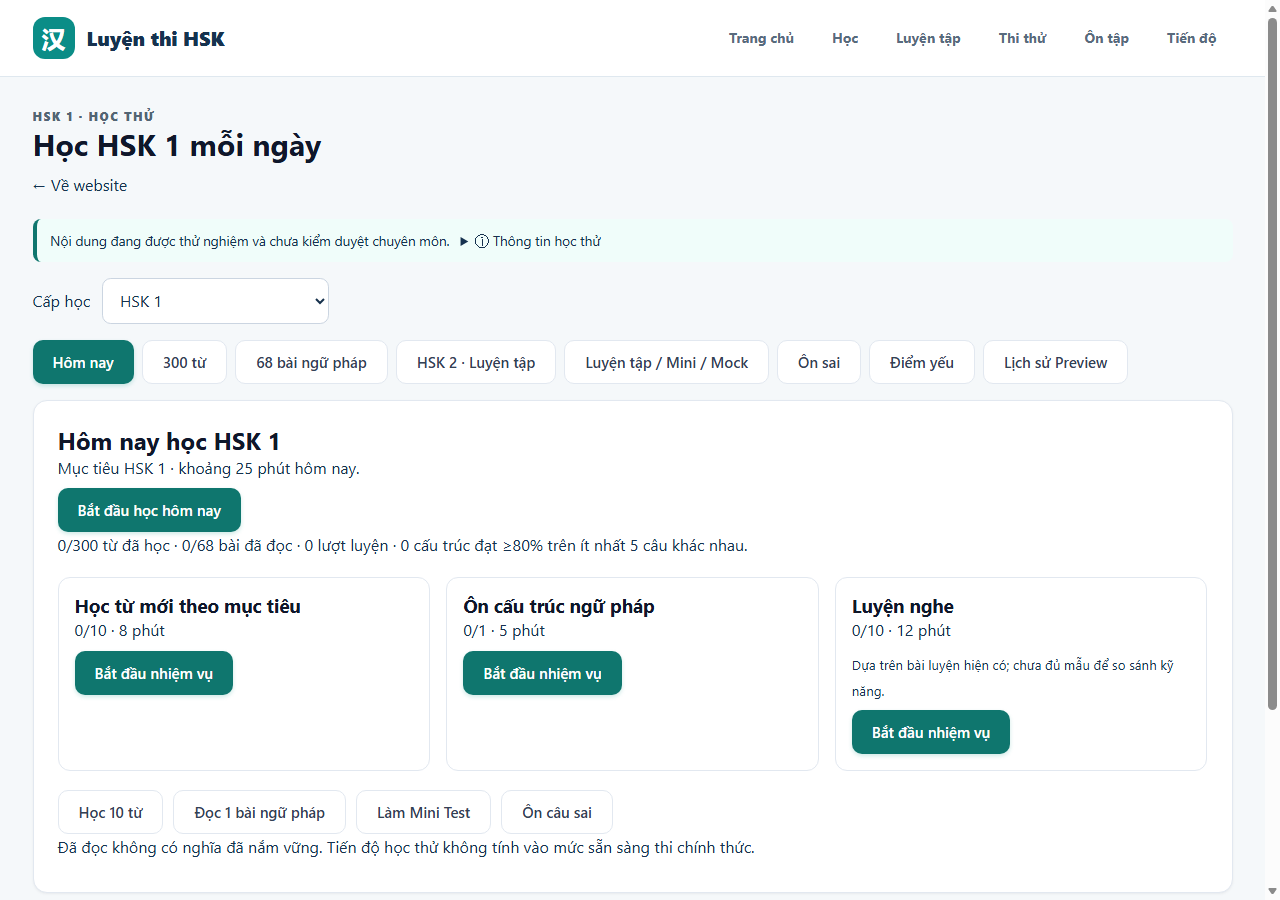 汉 Luyện thi HSK
Trang chủ Học Luyện tập Thi thử Ôn tập Tiến độ
HSK 1 · HỌC THỬ
Học HSK 1 mỗi ngày
← Về website
Nội dung đang được thử nghiệm và chưa kiểm duyệt chuyên môn. ▶ ⓘ Thông tin học thử
Cấp học HSK 1
Hôm nay 300 từ 68 bài ngữ pháp HSK 2 · Luyện tập Luyện tập / Mini / Mock Ôn sai Điểm yếu Lịch sử Preview
Hôm nay học HSK 1
Mục tiêu HSK 1 · khoảng 25 phút hôm nay.
Bắt đầu học hôm nay
0/300 từ đã học · 0/68 bài đã đọc · 0 lượt luyện · 0 cấu trúc đạt ≥80% trên ít nhất 5 câu khác nhau.
Học từ mới theo mục tiêu
0/10 · 8 phút
Bắt đầu nhiệm vụ
Ôn cấu trúc ngữ pháp
0/1 · 5 phút
Bắt đầu nhiệm vụ
Luyện nghe
0/10 · 12 phút
Dựa trên bài luyện hiện có; chưa đủ mẫu để so sánh kỹ
năng.
Bắt đầu nhiệm vụ
Học 10 từ Đọc 1 bài ngữ pháp Làm Mini Test Ôn câu sai
Đã đọc không có nghĩa đã nắm vững. Tiến độ học thử không tính vào mức sẵn sàng thi chính thức.